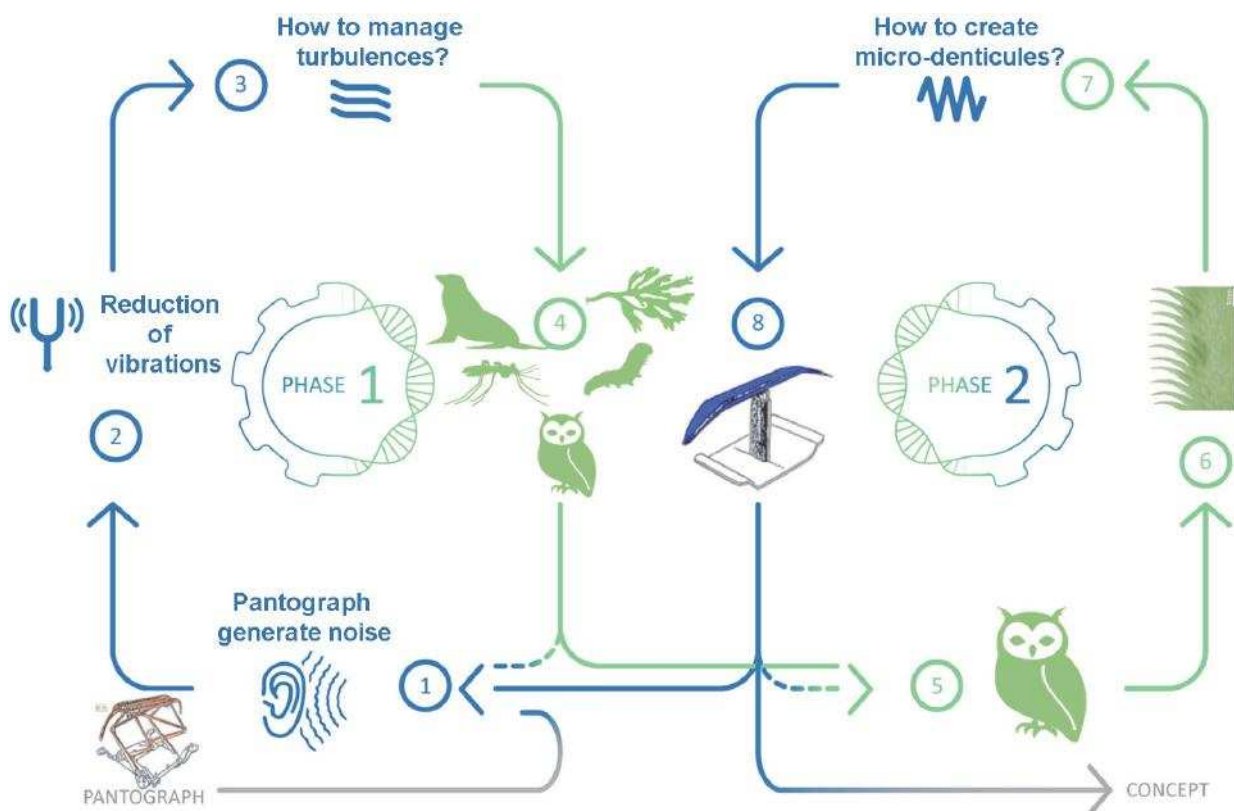 How to manage
turbulences?
3
How to create
micro-denticules?
7
4
8
Reduction
of
vibrations
PHASE 1
PHASE 2
2
6
Pantograph
generate noise
1
5
PANTOGRAPH
CONCEPT